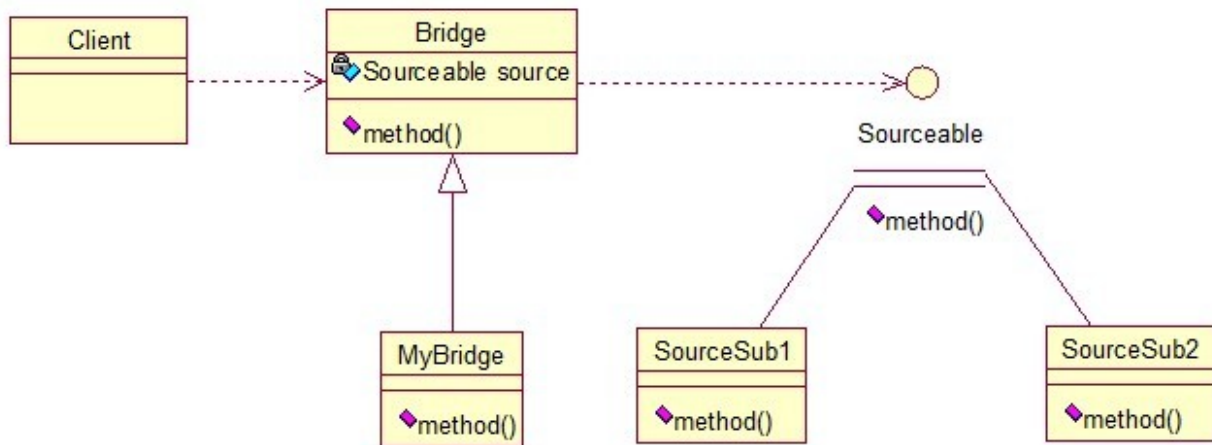 Client
Bridge
Sourceable source
method()
Sourceable
method()
MyBridge
method()
SourceSub1
method()
SourceSub2
method()